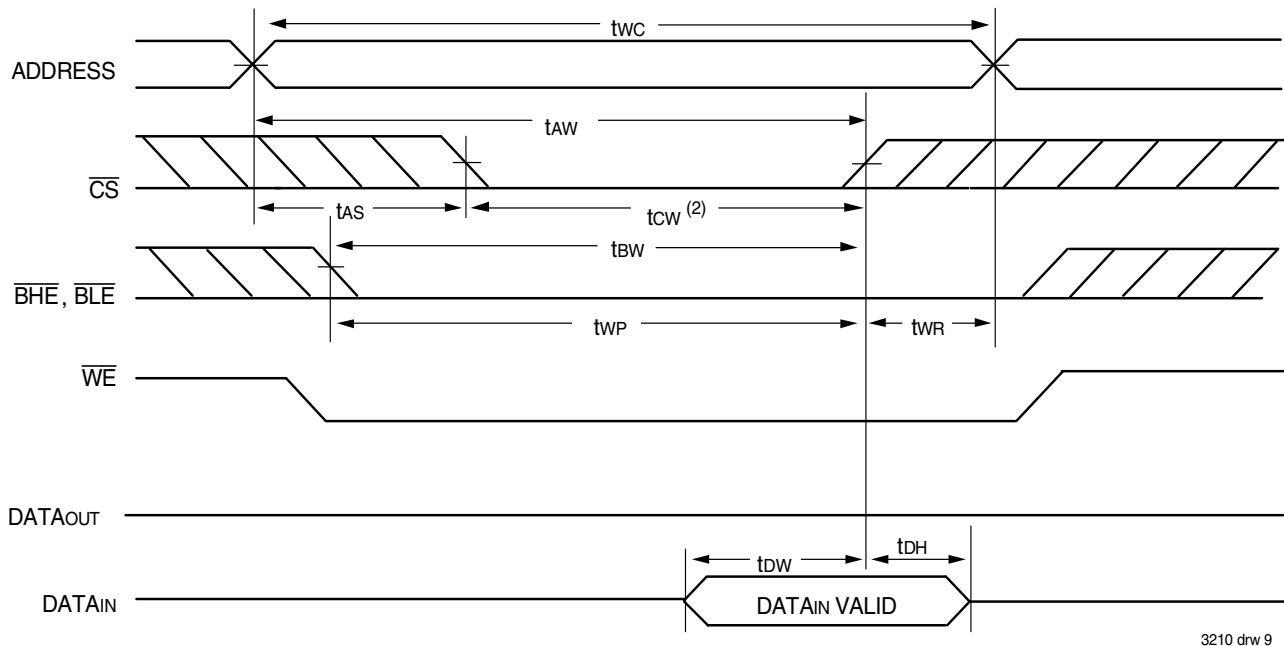 tWC
ADDRESS
tAW
CS
tAS
tCW (2)
tBW
BHE, BLE
tWP
tWR
WE
DATAOUT
tDW
tDH
DATAIN
DATAIN VALID
3210 drw 9